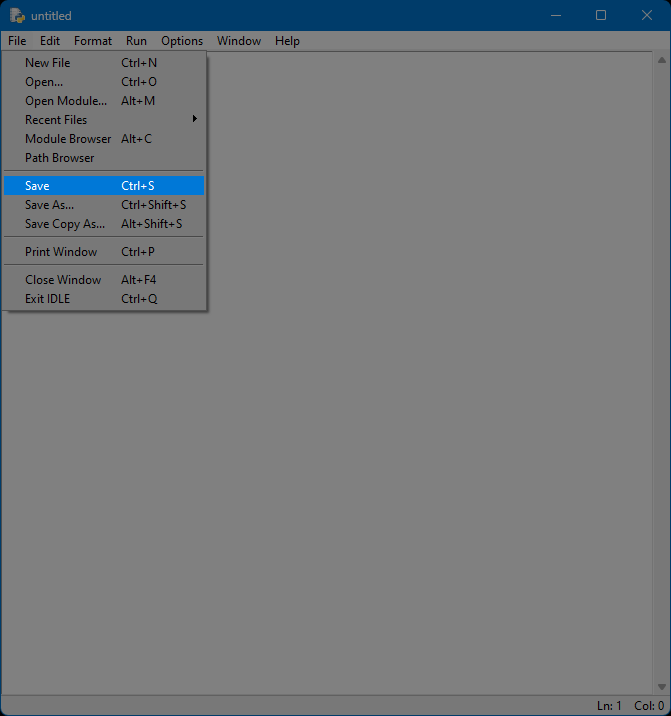 untitled
File Edit Format Run Options Window Help
New File Ctrl+N
Open... Ctrl+O
Open Module... Alt+M
Recent Files
Module Browser Alt+C
Path Browser
Save Ctrl+S
Save As... Ctrl+Shift+S
Save Copy As... Alt+Shift+S
Print Window Ctrl+P
Close Window Alt+F4
Exit IDLE Ctrl+Q
Ln: 1 Col: 0